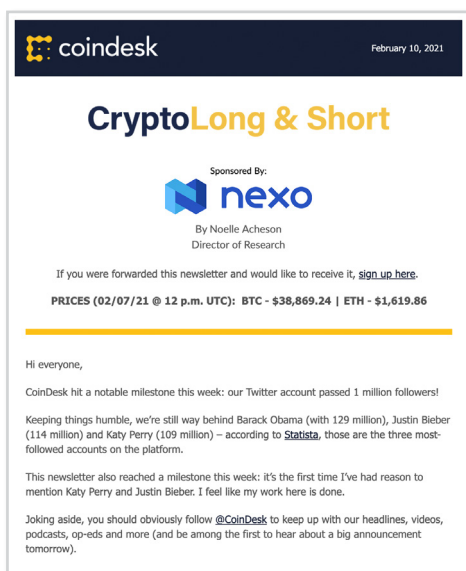 coindesk
February 10, 2021
CryptoLong & Short
Sponsored By:
nexo
By Noelle Acheson
Director of Research
If you were forwarded this newsletter and would like to receive it, sign up here.
PRICES (02/07/21 @ 12 p.m. UTC): BTC - $38,869.24 | ETH - $1,619.86
Hi everyone,
CoinDesk hit a notable milestone this week: our Twitter account passed 1 million followers!
Keeping things humble, we're still way behind Barack Obama (with 129 million), Justin Bieber
(114 million) and Katy Perry (109 million) – according to Statista, those are the three most-
followed accounts on the platform.
This newsletter also reached a milestone this week: it's the first time I've had reason to
mention Katy Perry and Justin Bieber. I feel like my work here is done.
Joking aside, you should obviously follow @CoinDesk to keep up with our headlines, videos,
podcasts, op-eds and more (and be among the first to hear about a big announcement
tomorrow).